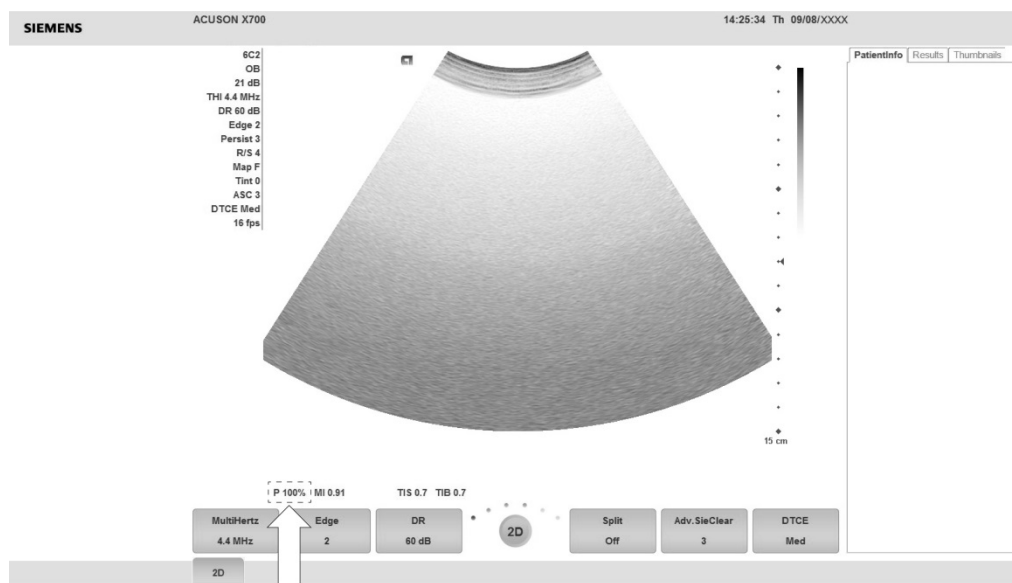 SIEMENS
ACUSON X700
14:25:34 Th 09/08/XXXX
6C2
OB
21 dB
THI 4.4 MHz
DR 60 dB
Edge 2
Persist 3
R/S 4
Map F
Tint 0
ASC 3
DTCE Med
16 fps
15 cm
PatientInfo Results Thumbnails
P 100% MI 0.91 TIS 0.7 TIB 0.7
MultiHertz Edge DR 2D Split Adv.SieClear DTCE
4.4 MHz 2 60 dB Off 3 Med
2D